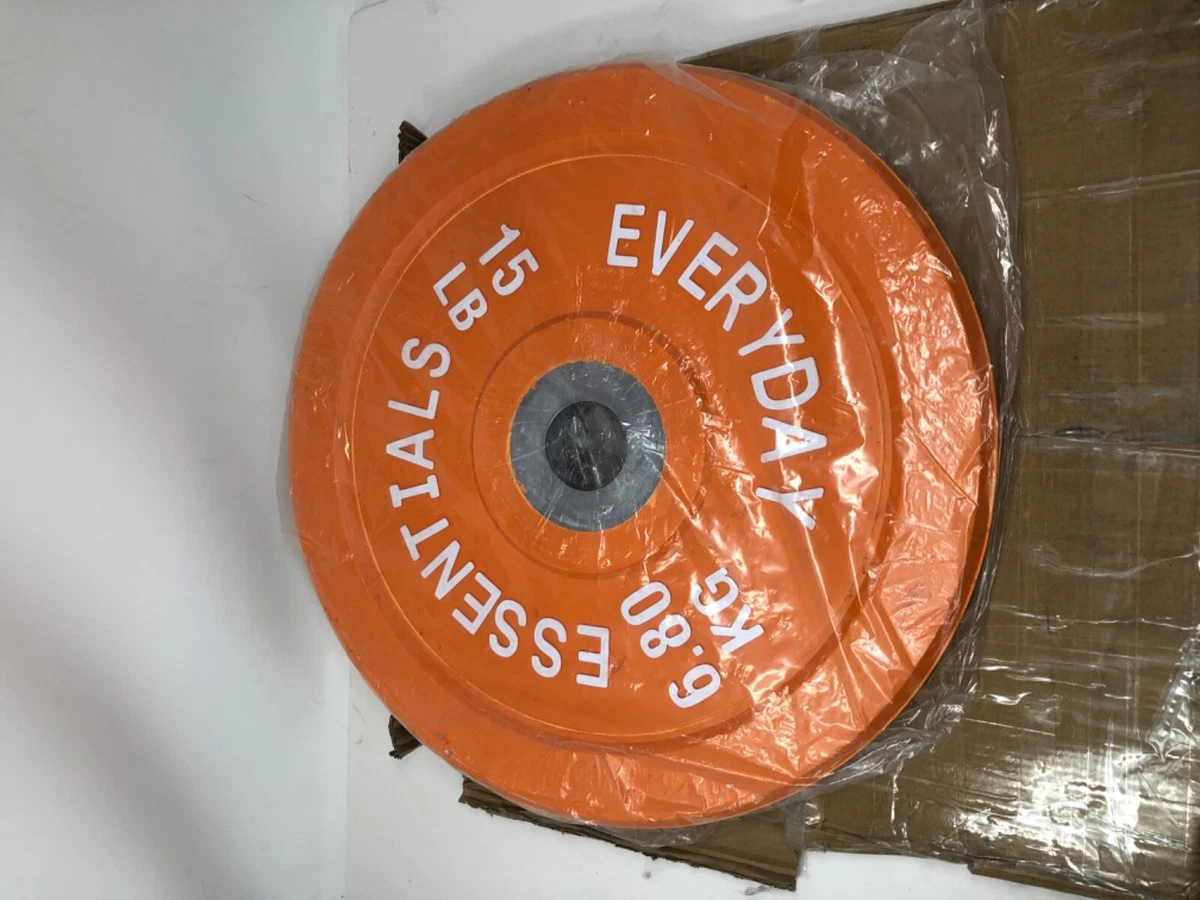 EVERYDAY
15
LB
6.80
KG
ESSENTIALS